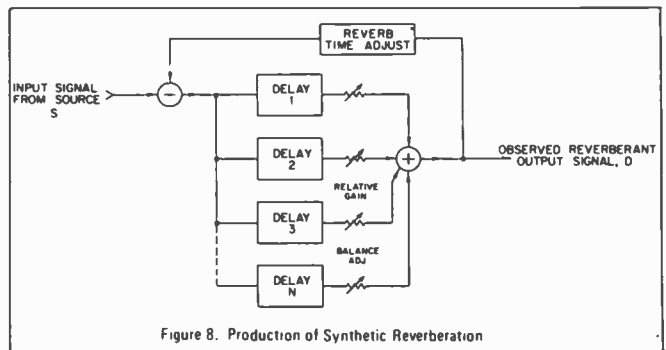 REVERB
TIME ADJUST
INPUT SIGNAL
FROM SOURCE
S
−
DELAY
1
DELAY
2
+
OBSERVED REVERBERANT
OUTPUT SIGNAL, D
RELATIVE
GAIN
DELAY
3
BALANCE
ADJ
DELAY
N
Figure 8. Production of Synthetic Reverberation